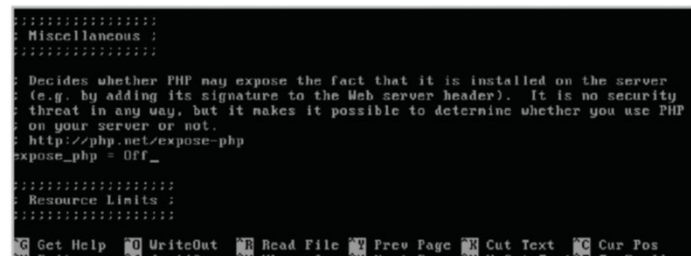 ;;;;;;;;;;;;;;;;;
; Miscellaneous ;
;;;;;;;;;;;;;;;;;
; Decides whether PHP may expose the fact that it is installed on the server
; (e.g. by adding its signature to the Web server header).  It is no security
; threat in any way, but it makes it possible to determine whether you use PHP
; on your server or not.
; http://php.net/expose-php
expose_php = Off_
;;;;;;;;;;;;;;;;;;;
; Resource Limits ;
;;;;;;;;;;;;;;;;;;;
^G Get Help  ^O WriteOut  ^R Read File ^Y Prev Page ^K Cut Text  ^C Cur Pos